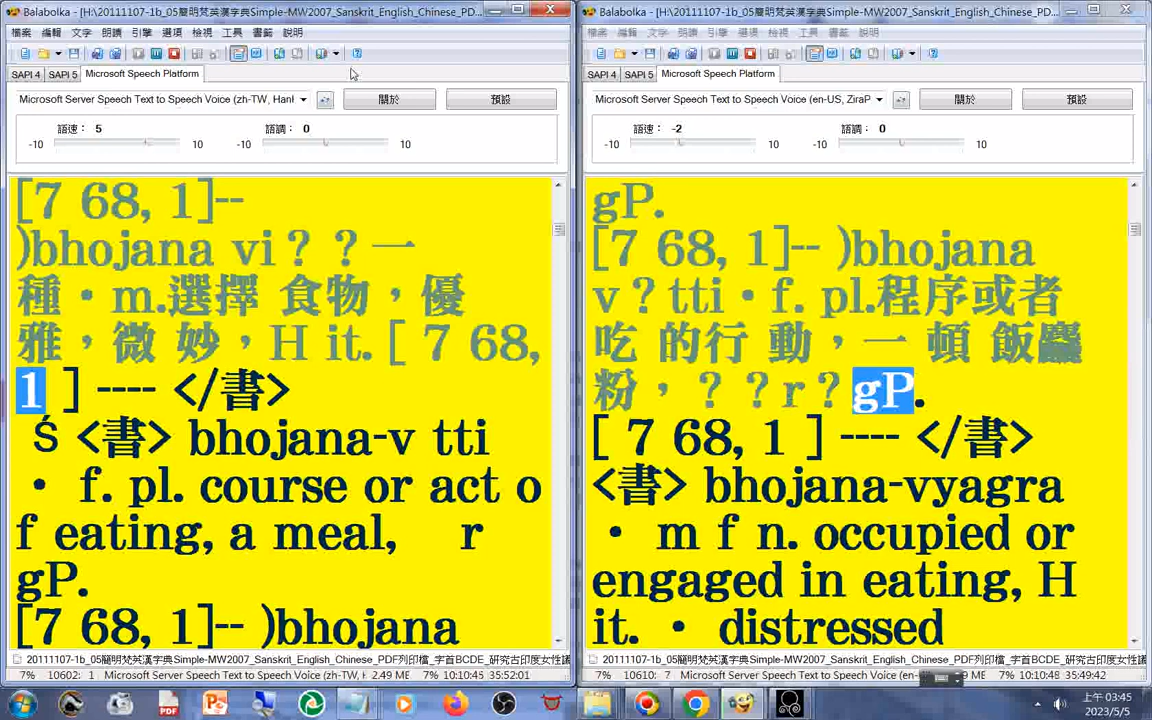 Balabolka - [H:\20111107-1b_05簡明梵英漢字典Simple-MW2007_Sanskrit_English_Chinese_PD...
檔案 編輯 文字 朗讀 引擎 選項 檢視 工具 書籤 說明
SAPI 4 SAPI 5 Microsoft Speech Platform
Microsoft Server Speech Text to Speech Voice (zh-TW, Han
關於 預設
語速： 5 語調： 0
-10 10 -10 10
[7 68, 1]--
)bhojana vi？？一
種・m.選擇 食物，優
雅，微 妙，H it. [ 7 68,
1 ] ---- </書>
Ś <書> bhojana-v tti
・ f. pl. course or act o
f eating, a meal, r
gP.
[7 68, 1]-- )bhojana
20111107-1b_05簡明梵英漢字典Simple-MW2007_Sanskrit_English_Chinese_PDF列印檔_字首BCDE_研究古印度女性議
7% 10602: 1 Microsoft Server Speech Text to Speech Voice (zh-TW, 2.49 MB 7% 10:10:45 35:52:01
Balabolka - [H:\20111107-1b_05簡明梵英漢字典Simple-MW2007_Sanskrit_English_Chinese_PD...
檔案 編輯 文字 朗讀 引擎 選項 檢視 工具 書籤 說明
SAPI 4 SAPI 5 Microsoft Speech Platform
Microsoft Server Speech Text to Speech Voice (en-US, ZiraP
關於 預設
語速： -2 語調： 0
-10 10 -10 10
gP.
[7 68, 1]-- )bhojana
v？tti・f. pl.程序或者
吃 的行 動，一 頓 飯麤
粉，？？r？gP.
[ 7 68, 1 ] ---- </書>
<書> bhojana-vyagra
・ m f n. occupied or
engaged in eating, H
it. ・ distressed
20111107-1b_05簡明梵英漢字典Simple-MW2007_Sanskrit_English_Chinese_PDF列印檔_字首BCDE_研究古印度女性議
7% 10610: 7 Microsoft Server Speech Text to Speech Voice (en- 9 MB 7% 10:10:48 35:49:42
上午 03:45
2023/5/5